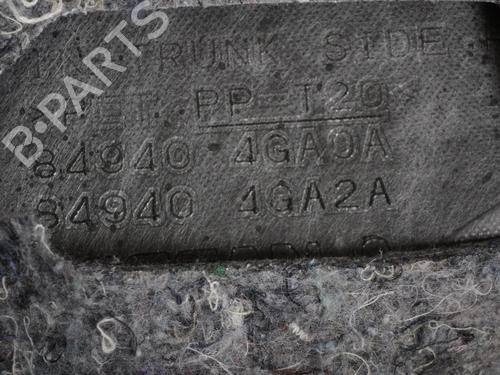 TRUNK SIDE
PP-T20
84940 4GA0A
84940 4GA2A
B-PARTS